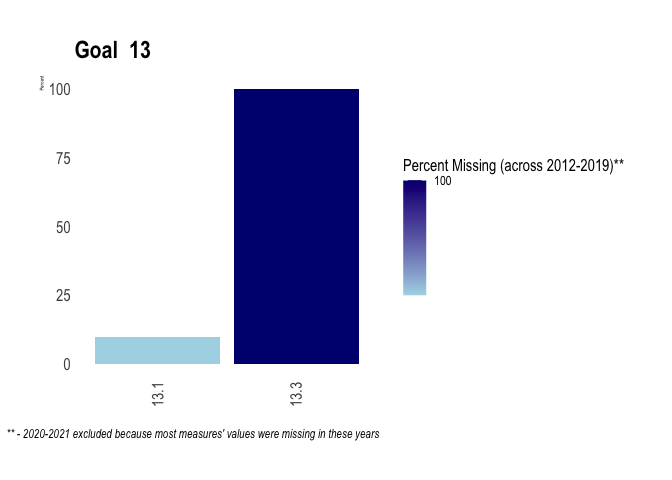 Goal  13
Percent
100
75
50
25
0
13.1
13.3
Percent Missing (across 2012-2019)**
100
** - 2020-2021 excluded because most measures' values were missing in these years